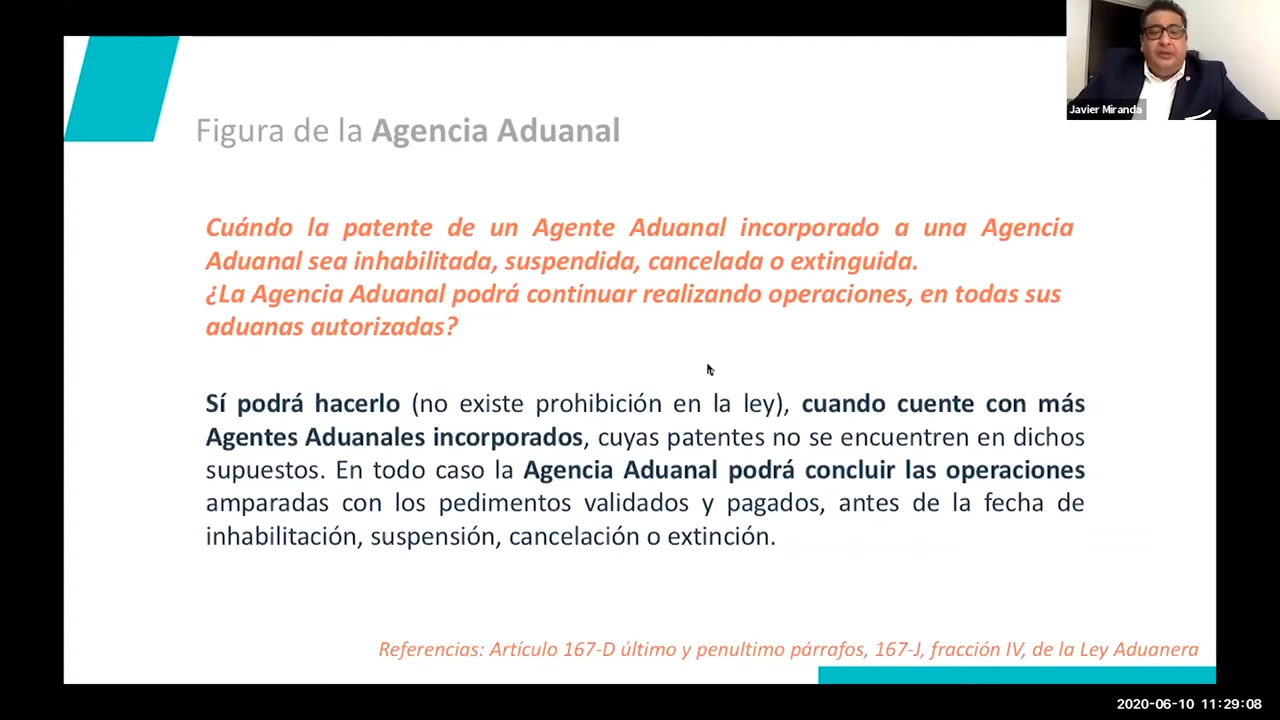 Javier Miranda
Figura de la Agencia Aduanal
Cuándo la patente de un Agente Aduanal incorporado a una Agencia
Aduanal sea inhabilitada, suspendida, cancelada o extinguida.
¿La Agencia Aduanal podrá continuar realizando operaciones, en todas sus
aduanas autorizadas?
Sí podrá hacerlo (no existe prohibición en la ley), cuando cuente con más
Agentes Aduanales incorporados, cuyas patentes no se encuentren en dichos
supuestos. En todo caso la Agencia Aduanal podrá concluir las operaciones
amparadas con los pedimentos validados y pagados, antes de la fecha de
inhabilitación, suspensión, cancelación o extinción.
Referencias: Artículo 167-D último y penultimo párrafos, 167-J, fracción IV, de la Ley Aduanera
2020-06-10 11:29:08